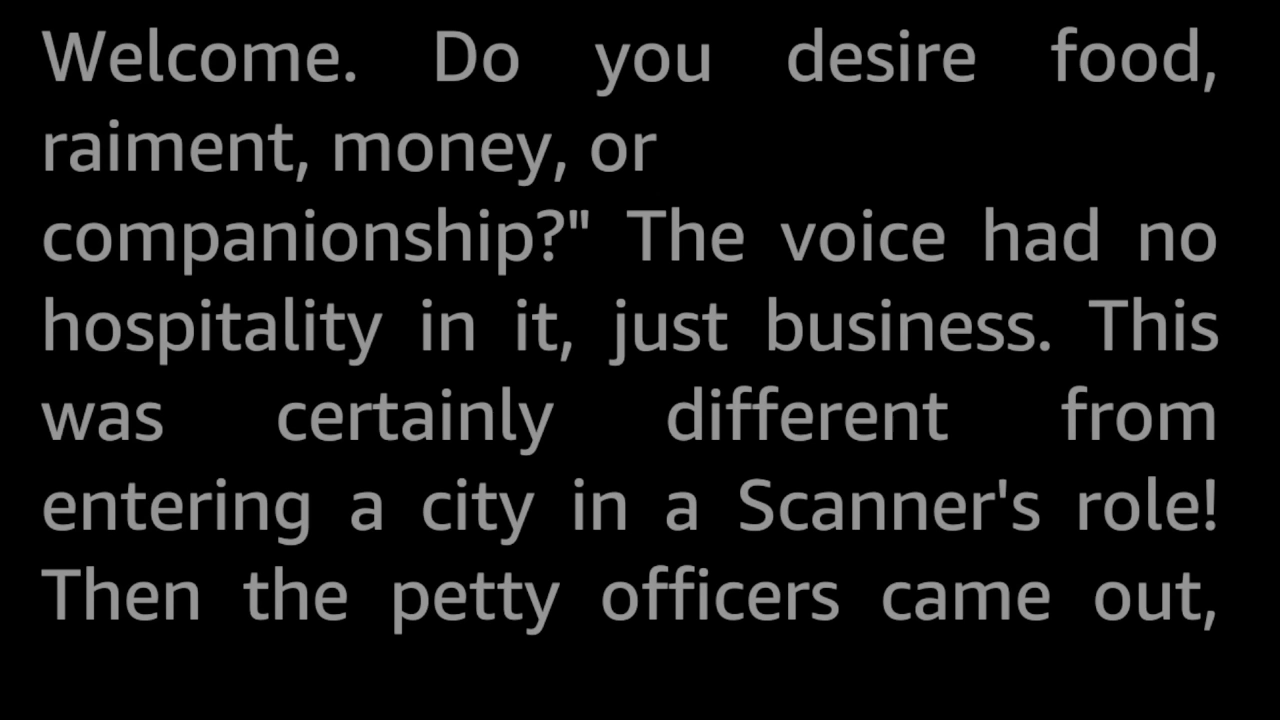 Welcome. Do you desire food,
raiment, money, or
companionship?" The voice had no
hospitality in it, just business. This
was certainly different from
entering a city in a Scanner's role!
Then the petty officers came out,